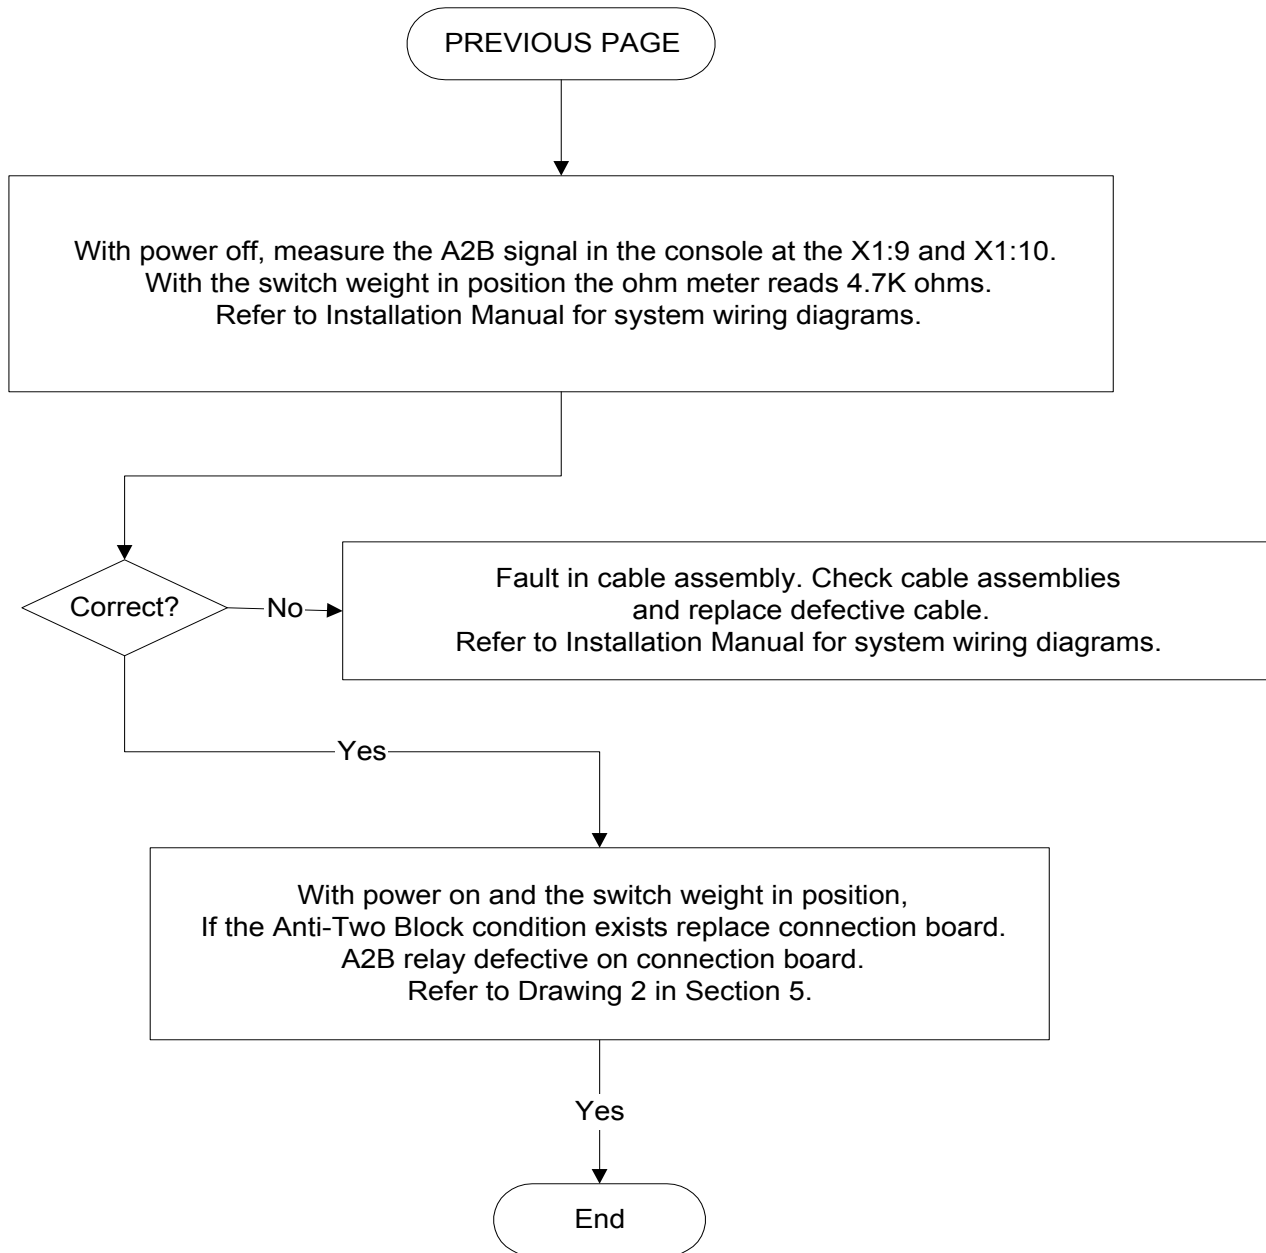 PREVIOUS PAGE
With power off, measure the A2B signal in the console at the X1:9 and X1:10.
With the switch weight in position the ohm meter reads 4.7K ohms.
Refer to Installation Manual for system wiring diagrams.
Correct?
No
Fault in cable assembly. Check cable assemblies
and replace defective cable.
Refer to Installation Manual for system wiring diagrams.
Yes
With power on and the switch weight in position,
If the Anti-Two Block condition exists replace connection board.
A2B relay defective on connection board.
Refer to Drawing 2 in Section 5.
Yes
End